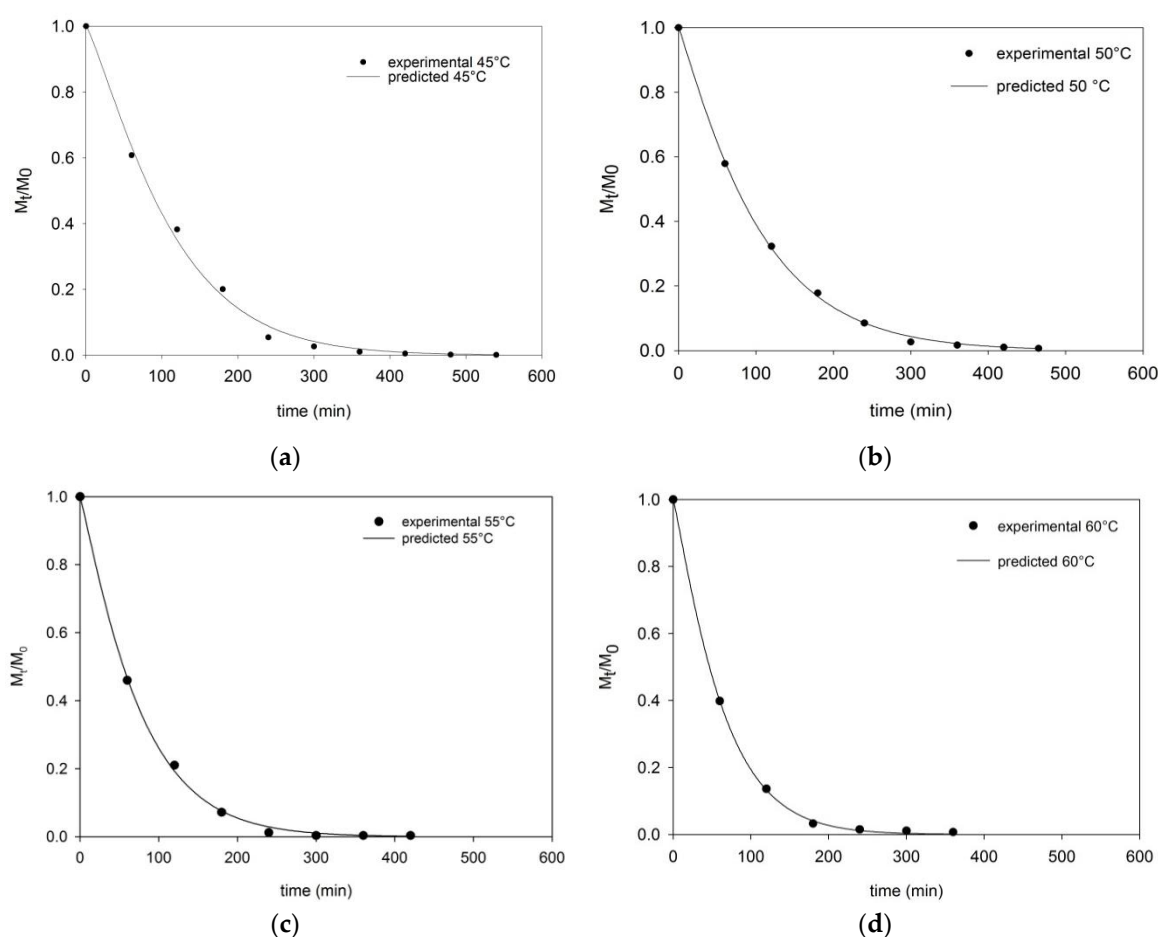 1.0
0.8
0.6
0.4
0.2
0.0
Mt/M0
experimental 45°C
predicted 45°C
0 100 200 300 400 500 600
time (min)
(a)
1.0
0.8
0.6
0.4
0.2
0.0
Mt/M0
experimental 50°C
predicted 50 °C
0 100 200 300 400 500 600
time (min)
(b)
1.0
0.8
0.6
0.4
0.2
0.0
Mt/M0
experimental 55°C
predicted 55°C
0 100 200 300 400 500 600
time (min)
(c)
1.0
0.8
0.6
0.4
0.2
0.0
Mt/M0
experimental 60°C
predicted 60°C
0 100 200 300 400 500 600
time (min)
(d)